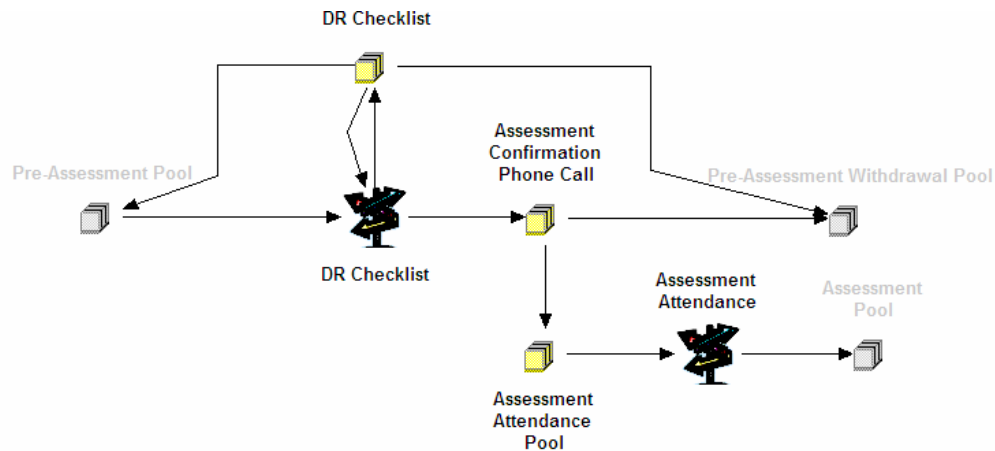 DR Checklist
Assessment
Confirmation
Phone Call
Pre-Assessment Pool
Pre-Assessment Withdrawal Pool
DR Checklist
Assessment
Attendance
Assessment
Pool
Assessment
Attendance
Pool